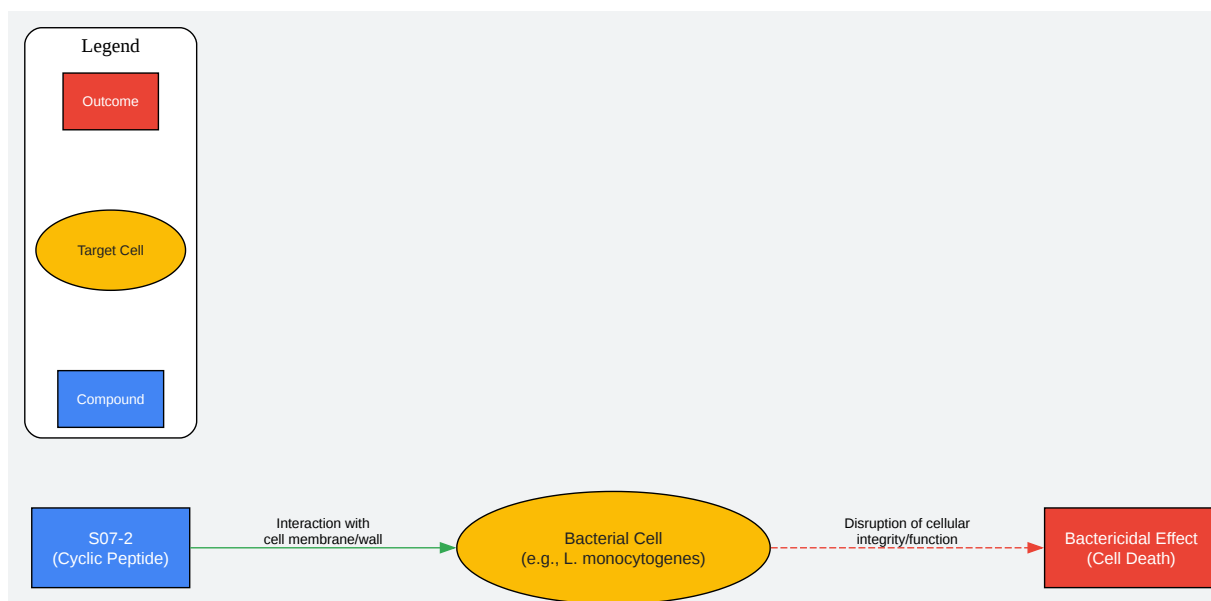 Legend
Outcome
Target Cell
Compound
S07-2
(Cyclic Peptide)
Interaction with
cell membrane/wall
Bacterial Cell
(e.g., L. monocytogenes)
Disruption of cellular
integrity/function
Bactericidal Effect
(Cell Death)